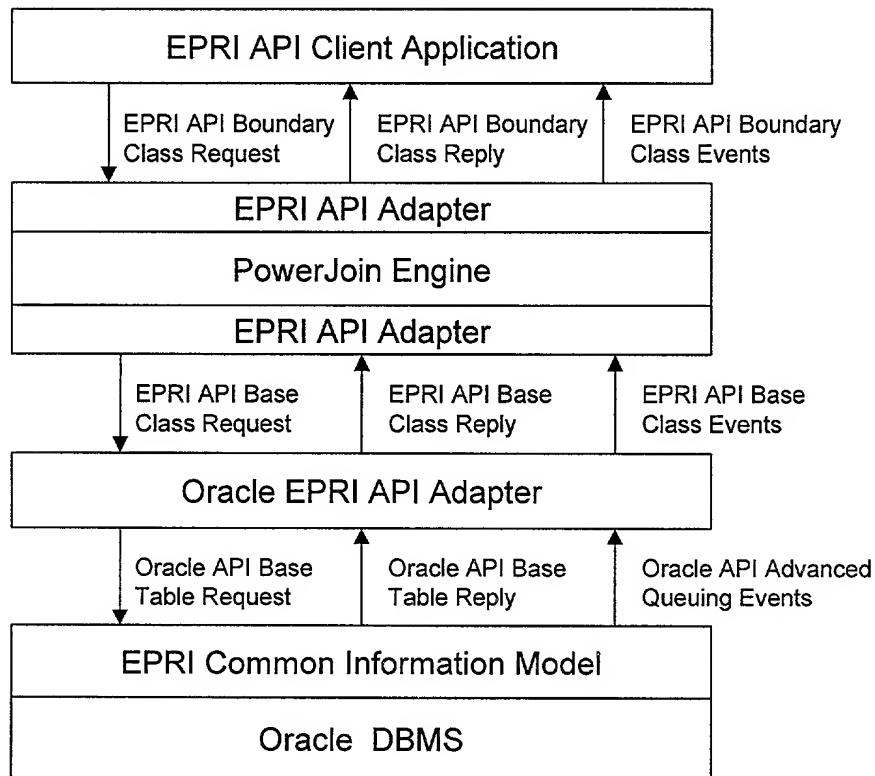 EPRI API Client Application
EPRI API Boundary
Class Request
EPRI API Boundary
Class Reply
EPRI API Boundary
Class Events
EPRI API Adapter
PowerJoin Engine
EPRI API Adapter
EPRI API Base
Class Request
EPRI API Base
Class Reply
EPRI API Base
Class Events
Oracle EPRI API Adapter
Oracle API Base
Table Request
Oracle API Base
Table Reply
Oracle API Advanced
Queuing Events
EPRI Common Information Model
Oracle DBMS